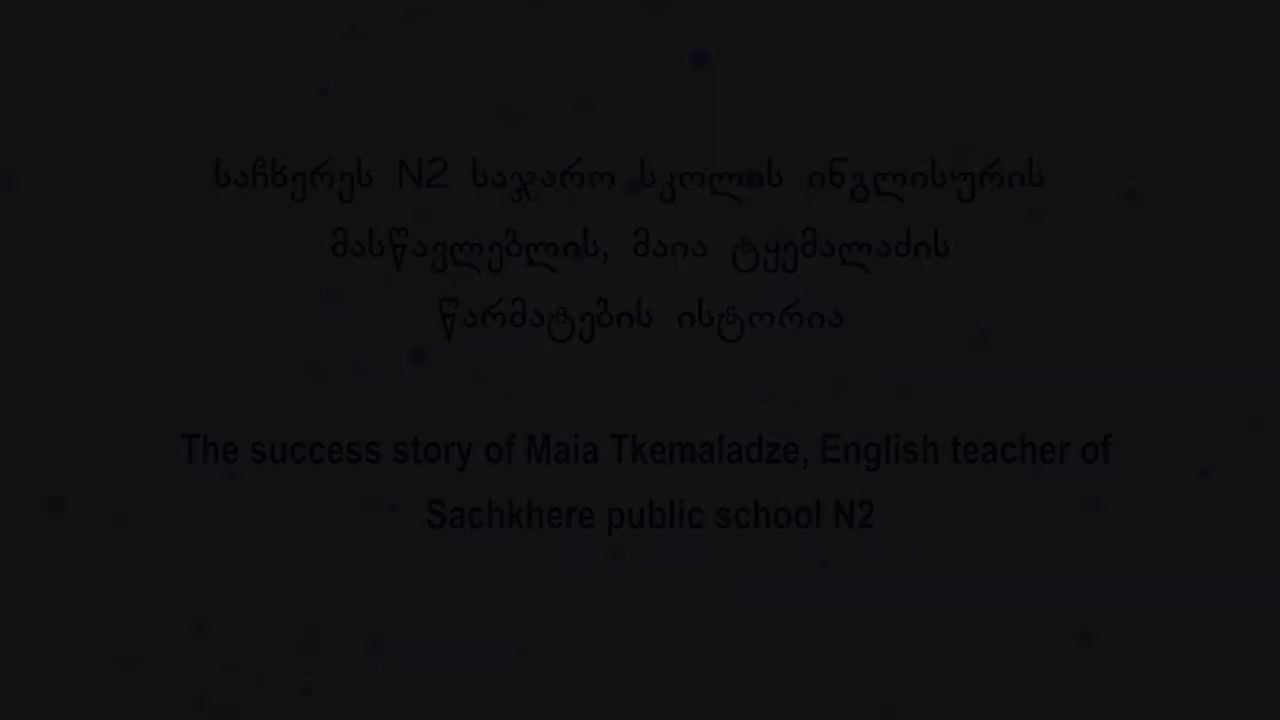 საჩხერეს N2 საჯარო სკოლის ინგლისურის
მასწავლებლის, მაია ტყემალაძის
წარმატების ისტორია
The success story of Maia Tkemaladze, English teacher of
Sachkhere public school N2